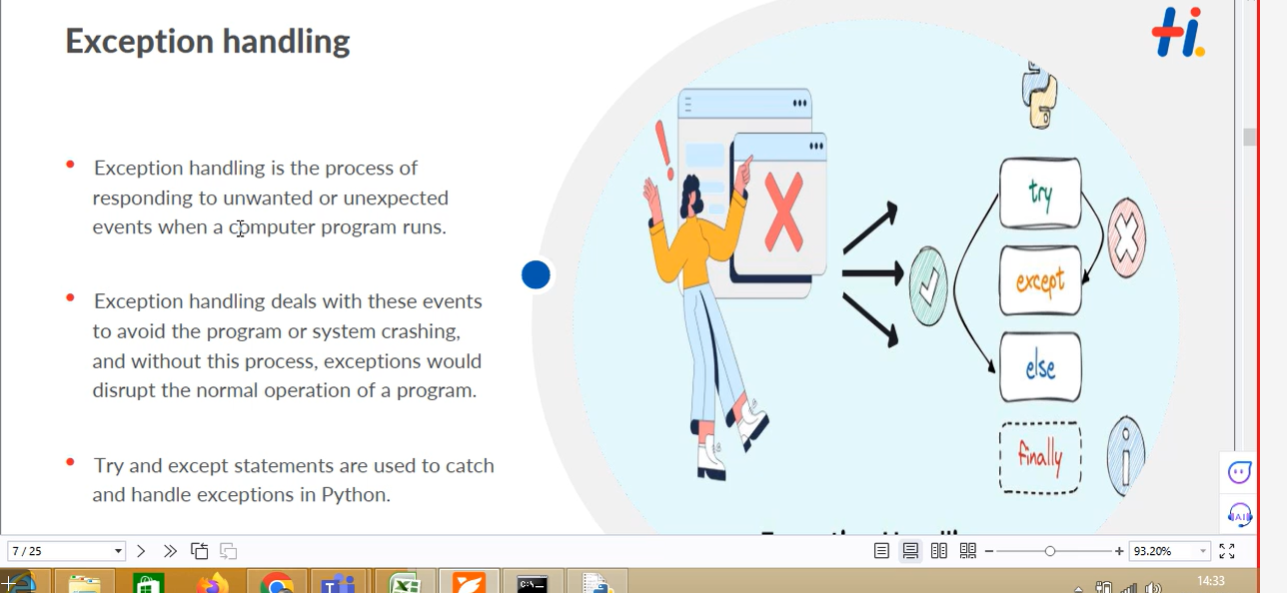 Exception handling
Exception handling is the process of
responding to unwanted or unexpected
events when a computer program runs.
Exception handling deals with these events
to avoid the program or system crashing,
and without this process, exceptions would
disrupt the normal operation of a program.
Try and except statements are used to catch
and handle exceptions in Python.
Hi.
try
except
else
finally
i
AI
7 / 25
93.20%
C:\_
14:33